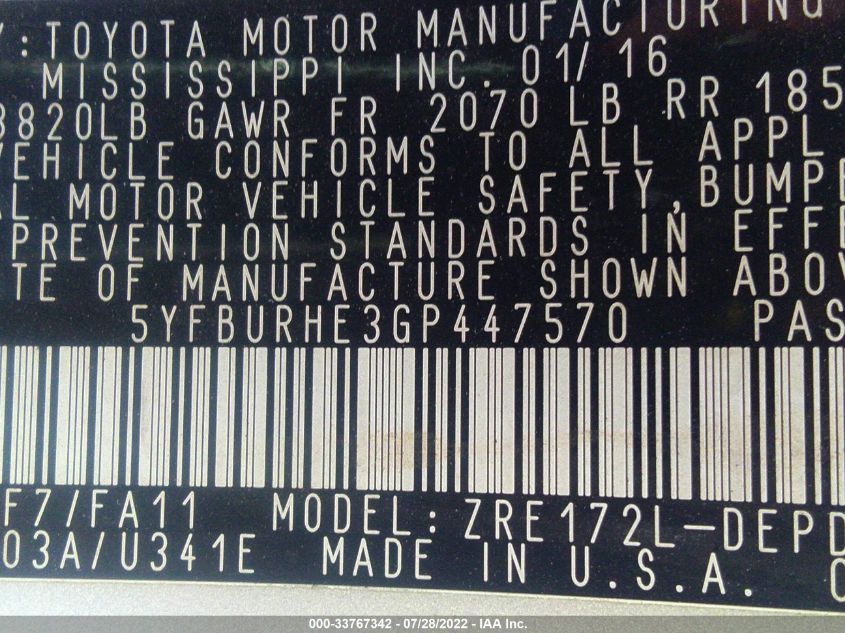 Y: TOYOTA MOTOR MANUFACTURING
MISSISSIPPI INC. 01/16
3820LB GAWR FR 2070 LB RR 185
VEHICLE CONFORMS TO ALL APPL
AL MOTOR VEHICLE SAFETY, BUMPE
PREVENTION STANDARDS IN EFFE
TE OF MANUFACTURE SHOWN ABOV
5YFBURHE3GP447570 PAS
F7/FA11 MODEL: ZRE172L-DEPD
03A/U341E MADE IN U.S.A.
000-33767342 / 07/28/2022 - IAA Inc.